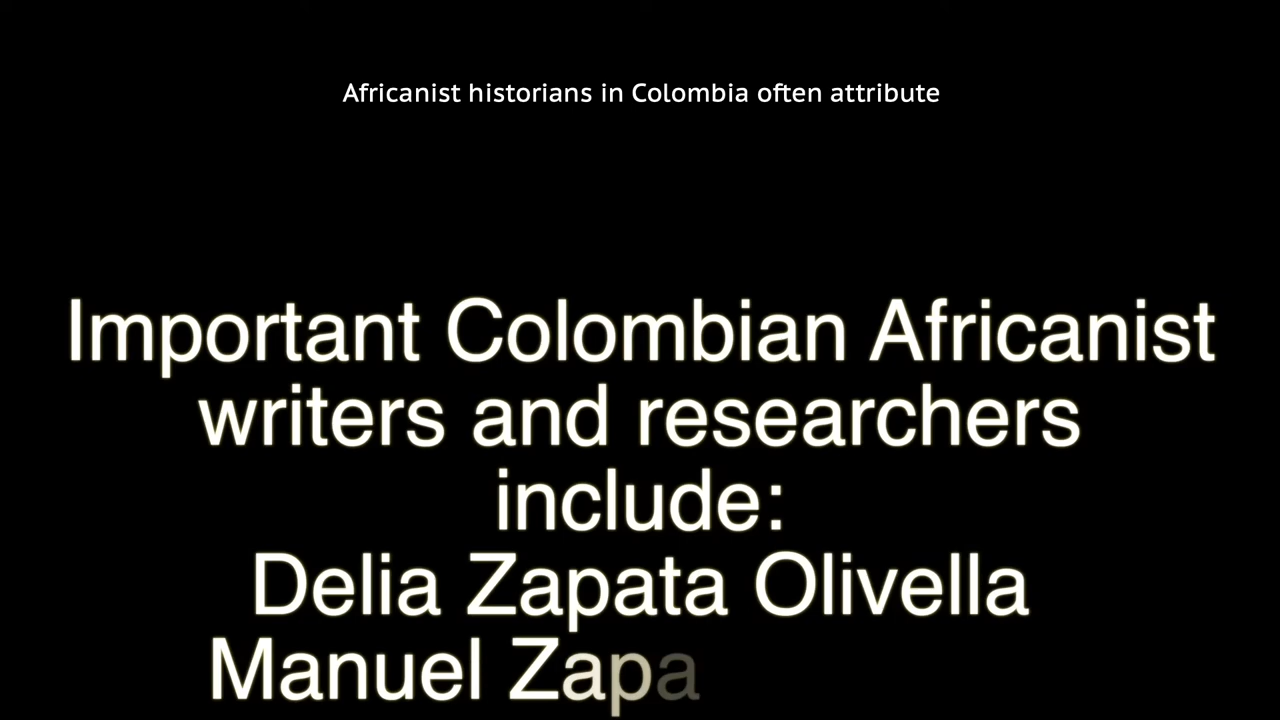 Africanist historians in Colombia often attribute
Important Colombian Africanist
writers and researchers
include:
Delia Zapata Olivella
Manuel Zapa